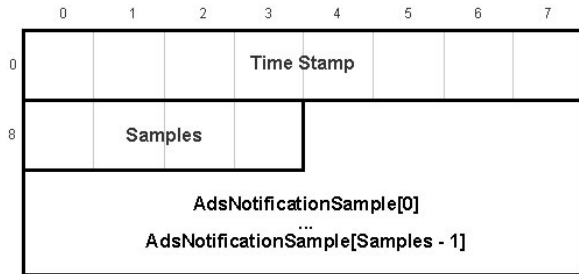 0 1 2 3 4 5 6 7
0 Time Stamp
8 Samples
AdsNotificationSample[0]
...
AdsNotificationSample[Samples - 1]